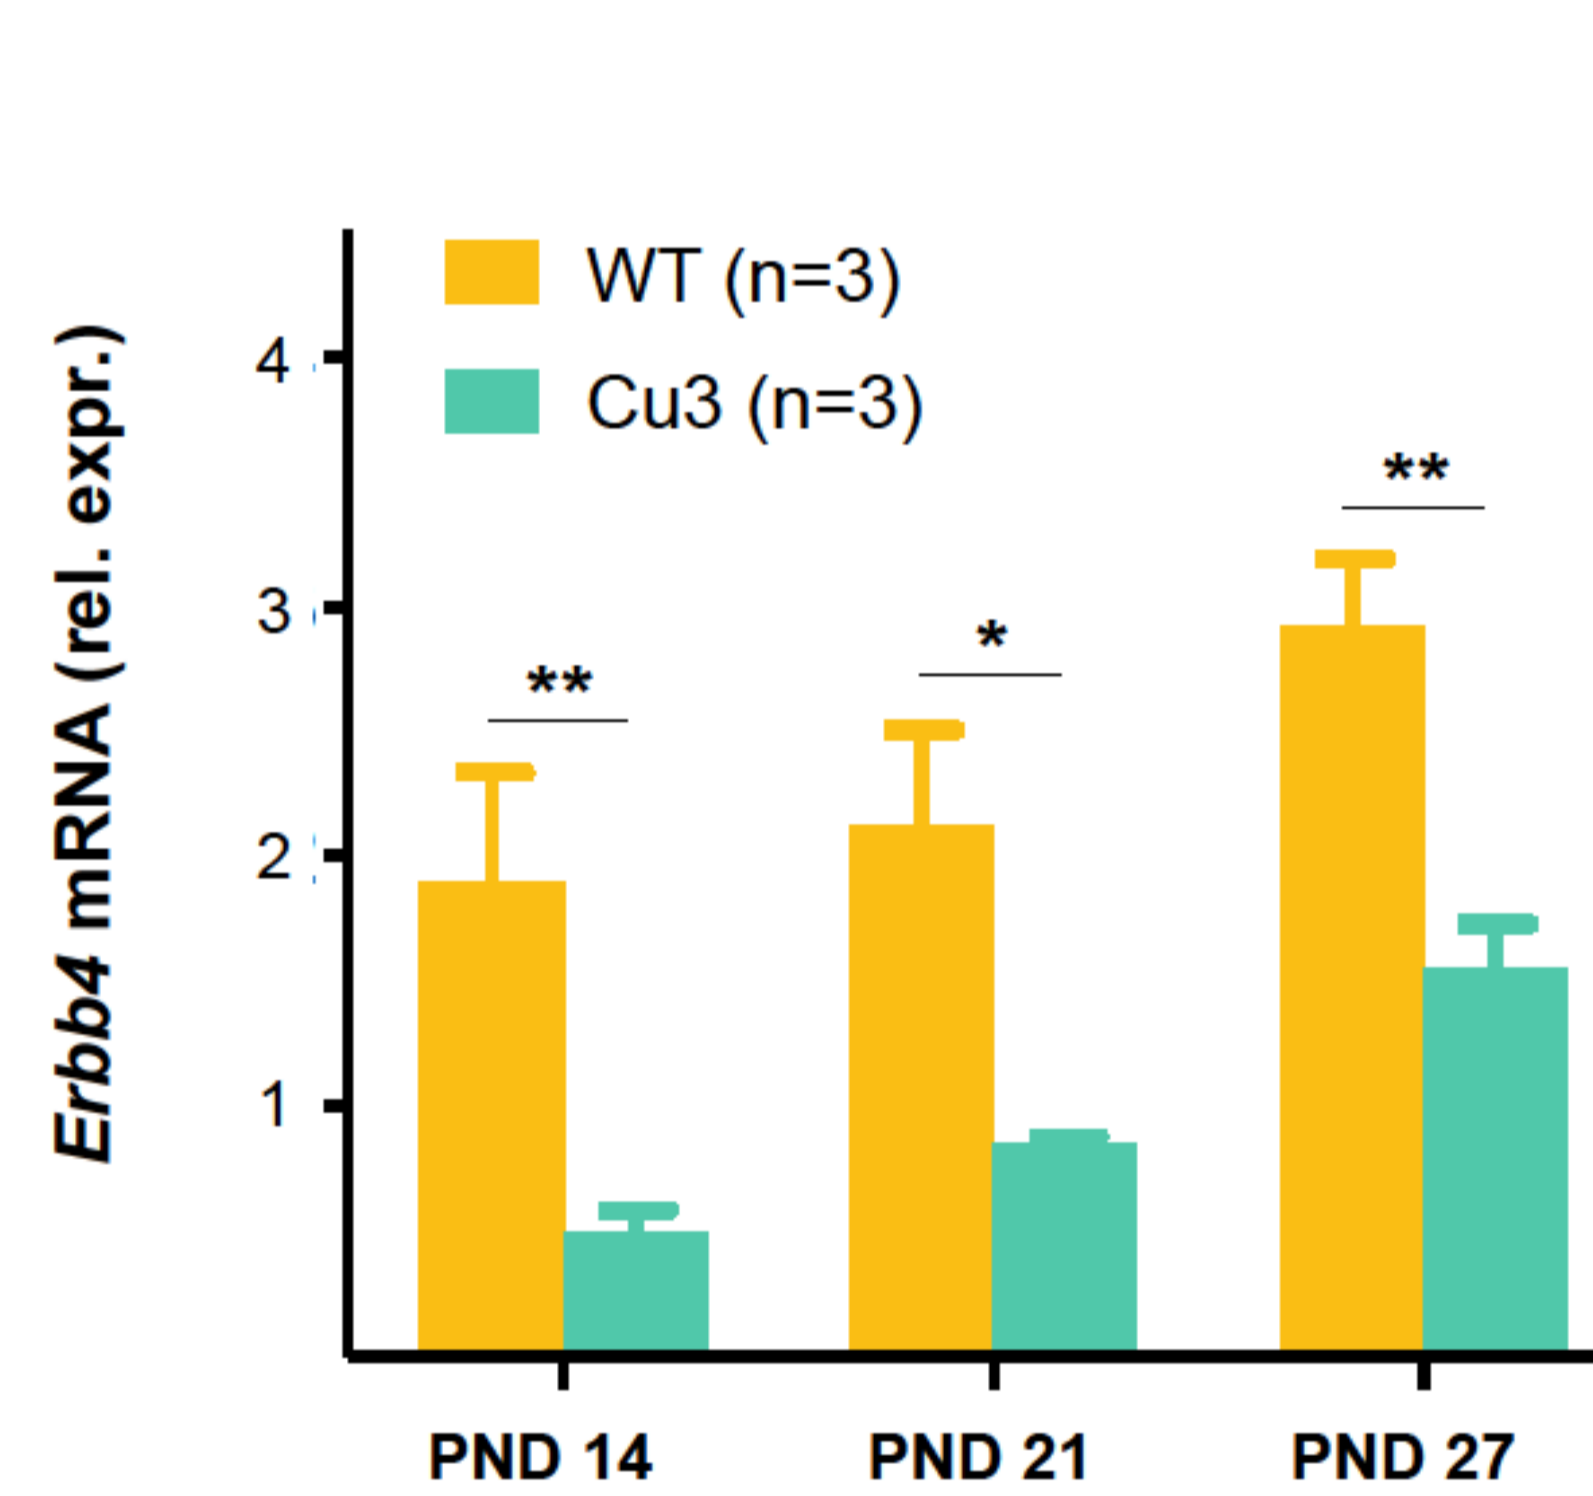 Erbb4 mRNA (rel. expr.)
WT (n=3)
Cu3 (n=3)
4
3
2
1
**
*
**
PND 14
PND 21
PND 27